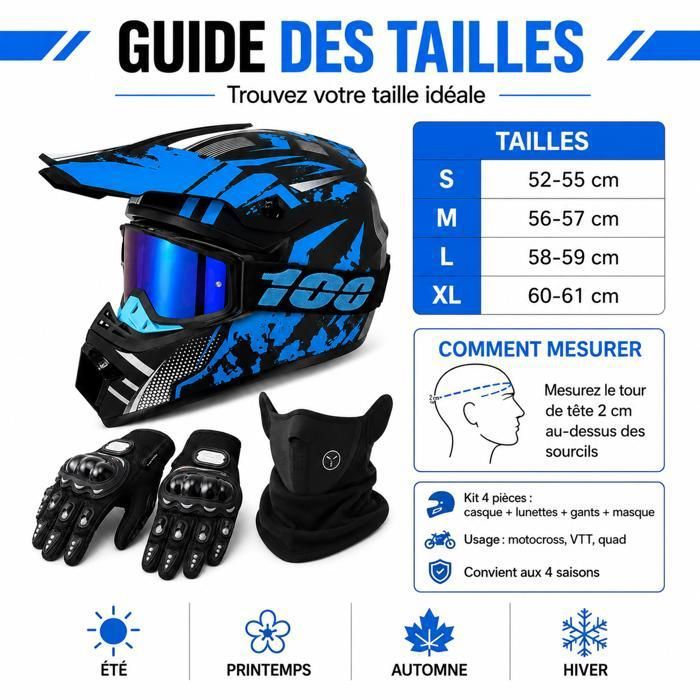 GUIDE DES TAILLES
Trouvez votre taille idéale
TAILLES
S 52-55 cm
M 56-57 cm
L 58-59 cm
XL 60-61 cm
100
COMMENT MESURER
2cm
Mesurez le tour
de tête 2 cm
au-dessus des
sourcils
Kit 4 pièces :
casque + lunettes + gants + masque
Usage : motocross, VTT, quad
Convient aux 4 saisons
ÉTÉ
PRINTEMPS
AUTOMNE
HIVER